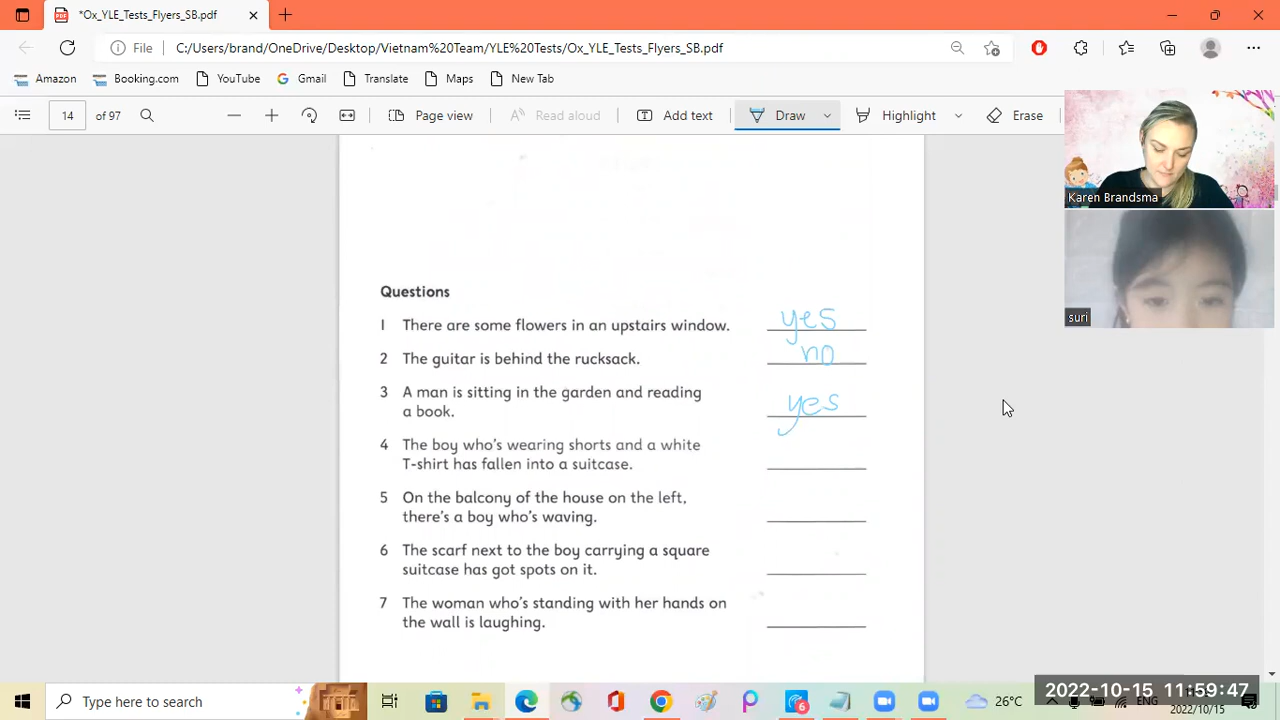 *Ox_YLE_Tests_Flyers_SB.pdf
File C:/Users/brand/OneDrive/Desktop/Vietnam%20Team/YLE%20Tests/Ox_YLE_Tests_Flyers_SB.pdf
Amazon Booking.com YouTube Gmail Translate Maps New Tab
14 of 97 Page view Read aloud Add text Draw Highlight Erase
Karen Brandsma
suri
Questions
1 There are some flowers in an upstairs window. yes
2 The guitar is behind the rucksack. no
3 A man is sitting in the garden and reading
a book. yes
4 The boy who's wearing shorts and a white
T-shirt has fallen into a suitcase.
5 On the balcony of the house on the left,
there's a boy who's waving.
6 The scarf next to the boy carrying a square
suitcase has got spots on it.
7 The woman who's standing with her hands on
the wall is laughing.
Type here to search 6 26°C ENG
2022-10-15 11:59:47
2022/10/15